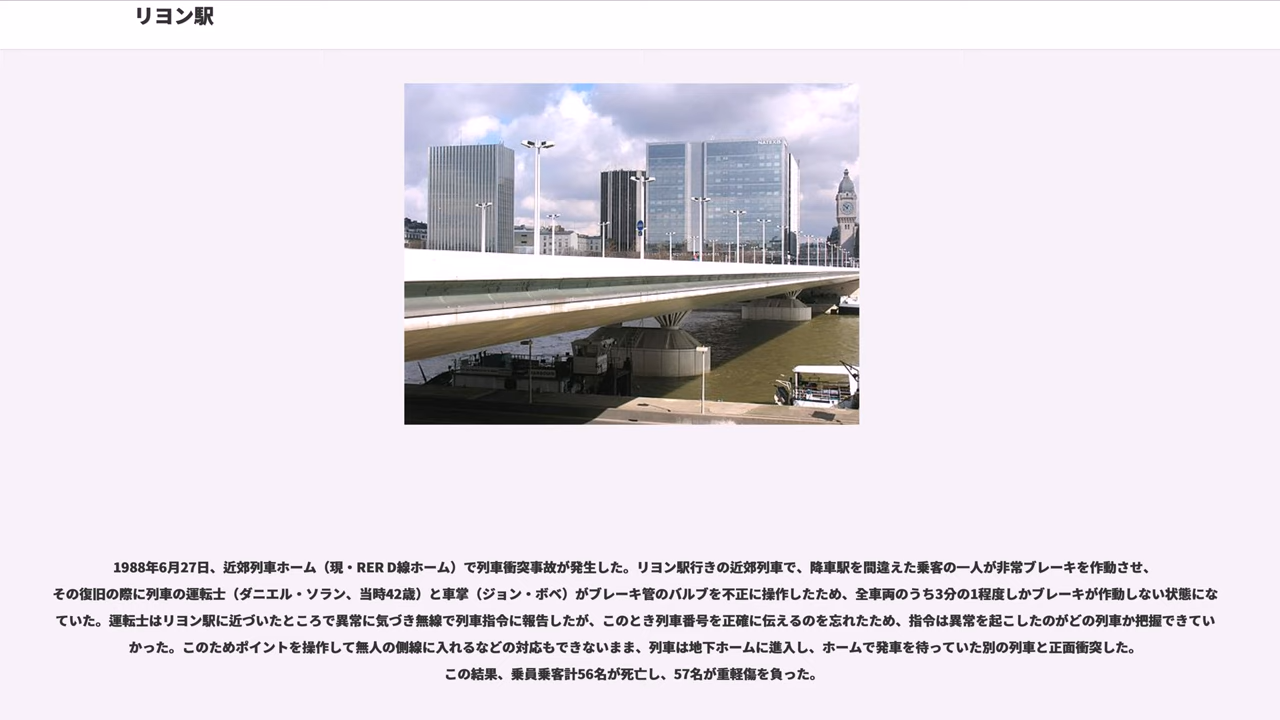 リヨン駅
NATEXIS
1988年6月27日、近郊列車ホーム（現・RER D線ホーム）で列車衝突事故が発生した。リヨン駅行きの近郊列車で、降車駅を間違えた乗客の一人が非常ブレーキを作動させ、
その復旧の際に列車の運転士（ダニエル・ソラン、当時42歳）と車掌（ジョン・ボベ）がブレーキ管のバルブを不正に操作したため、全車両のうち3分の1程度しかブレーキが作動しない状態にな
ていた。運転士はリヨン駅に近づいたところで異常に気づき無線で列車指令に報告したが、このとき列車番号を正確に伝えるのを忘れたため、指令は異常を起こしたのがどの列車か把握できてい
かった。このためポイントを操作して無人の側線に入れるなどの対応もできないまま、列車は地下ホームに進入し、ホームで発車を待っていた別の列車と正面衝突した。
この結果、乗員乗客計56名が死亡し、57名が重軽傷を負った。